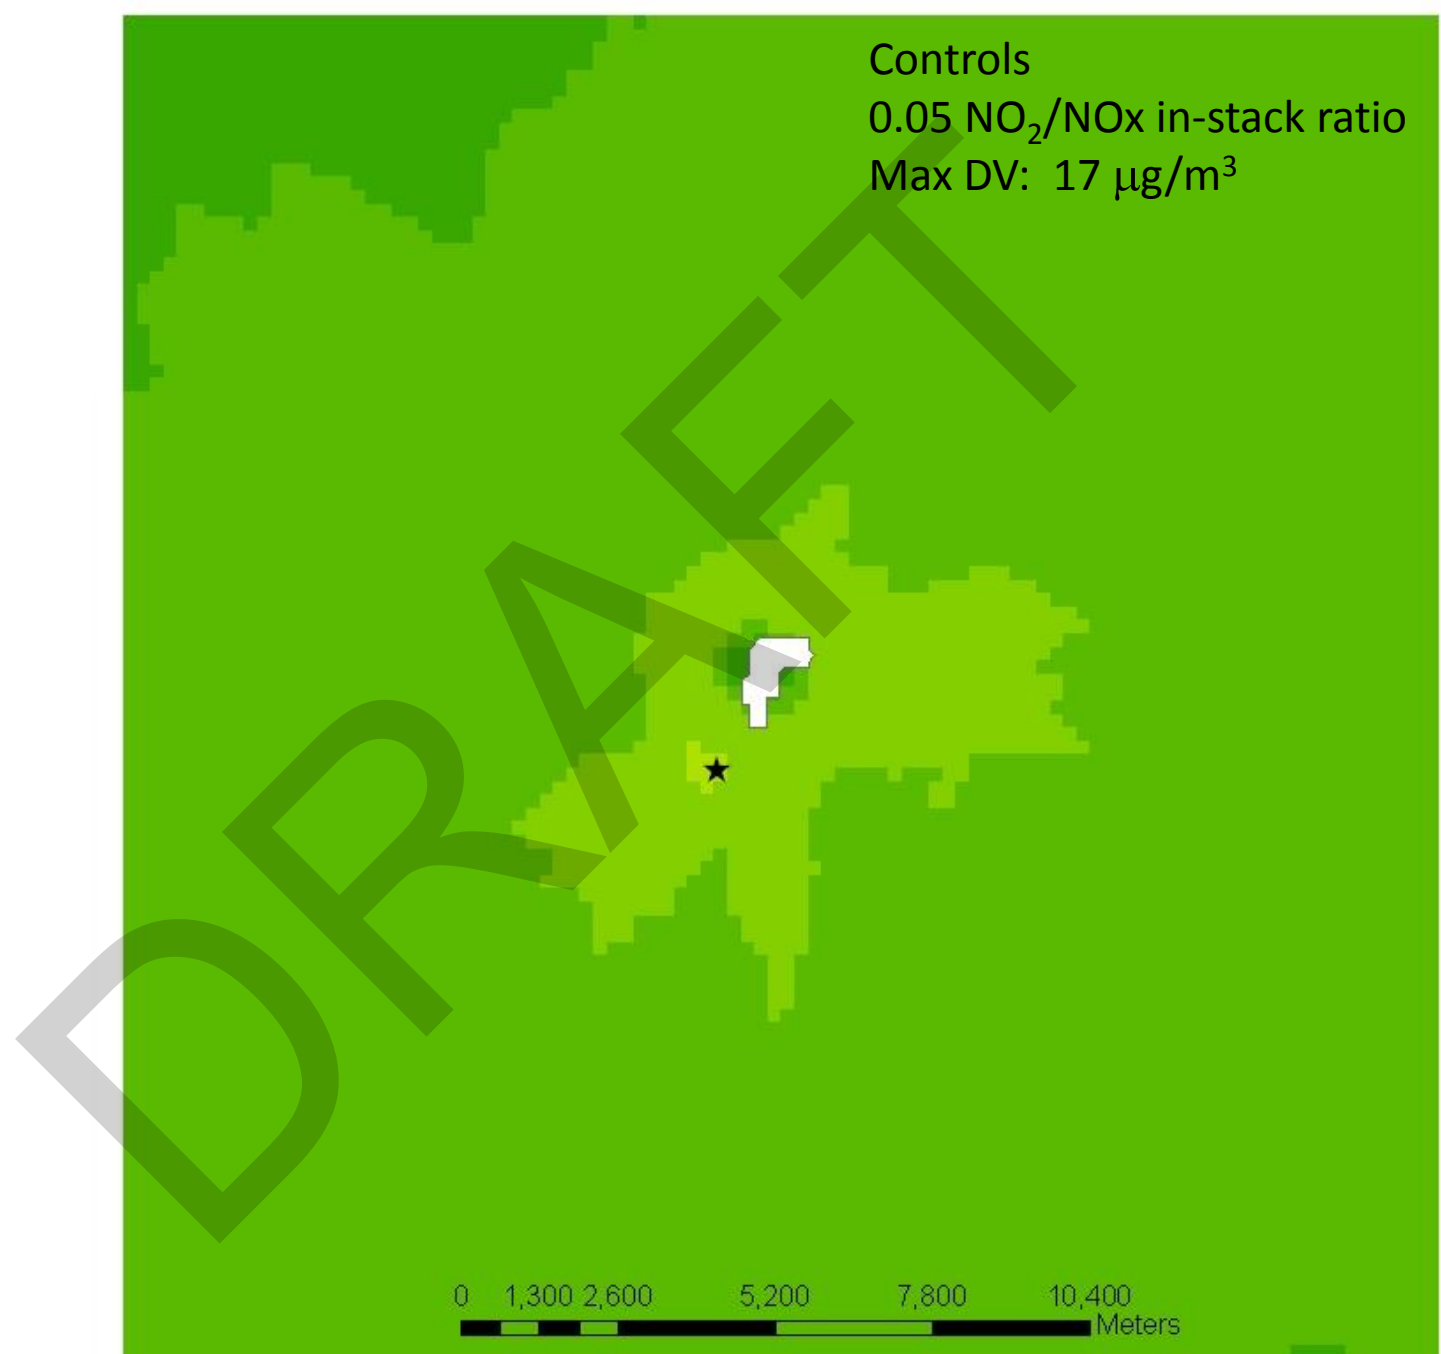 Controls
0.05 NO₂/NOx in-stack ratio
Max DV: 17 μg/m³
DRAFT
0 1,300 2,600 5,200 7,800 10,400
Meters